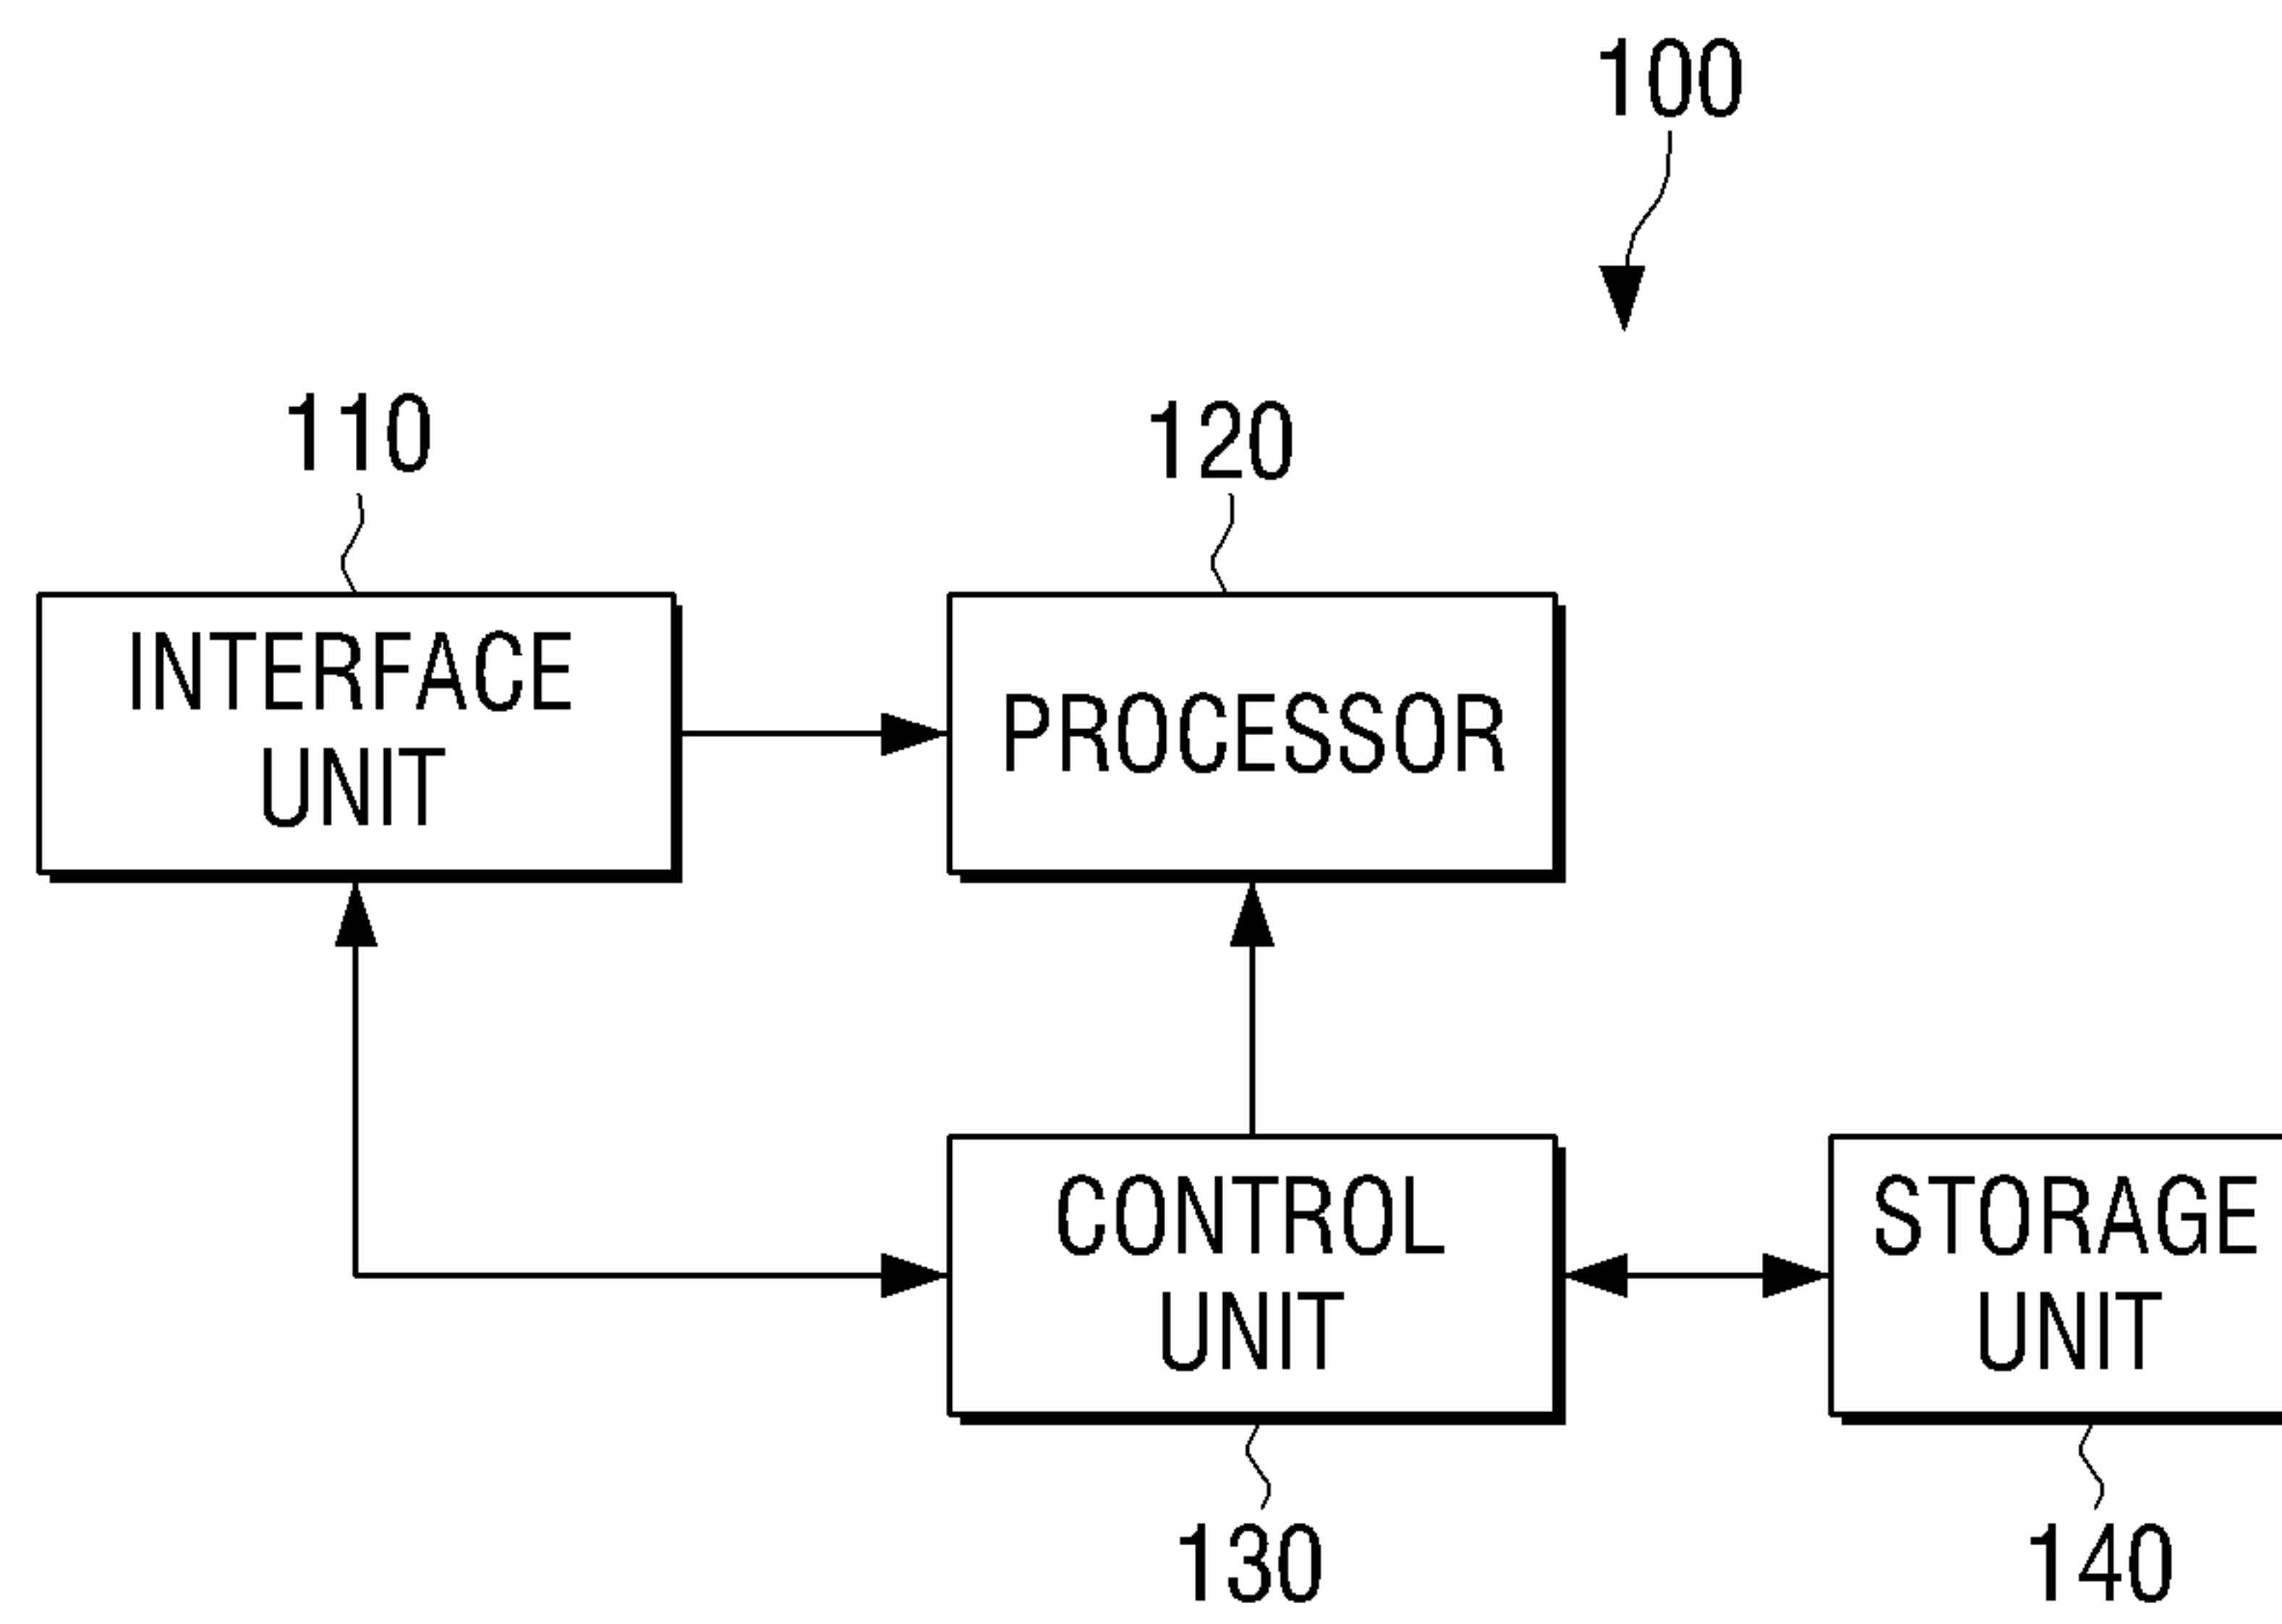 100
110
120
INTERFACE
UNIT
PROCESSOR
CONTROL
UNIT
STORAGE
UNIT
130
140